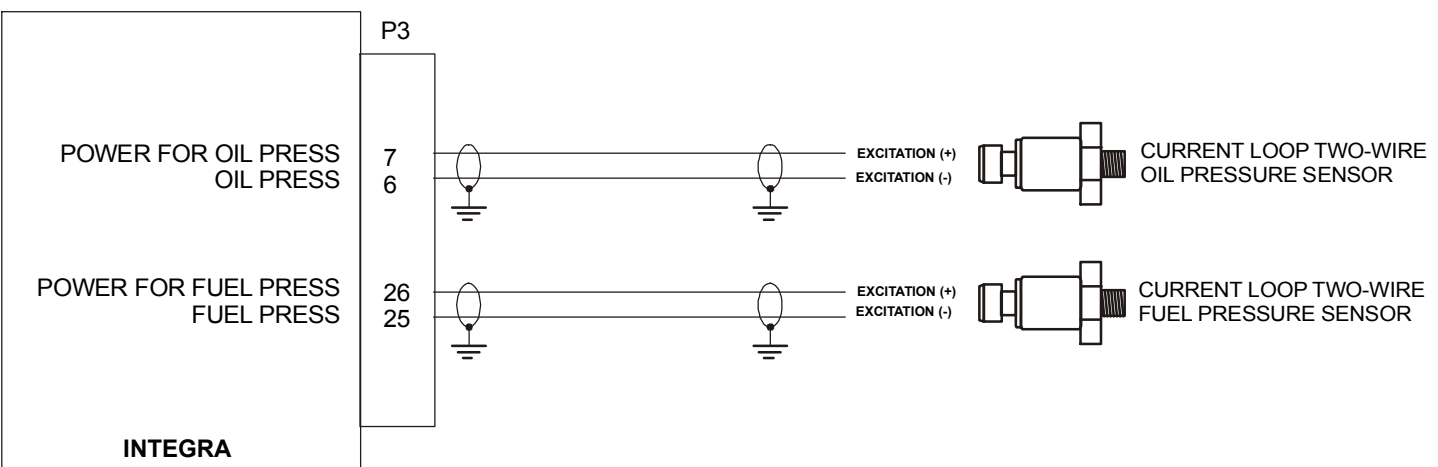 P3
POWER FOR OIL PRESS 7 EXCITATION (+) CURRENT LOOP TWO-WIRE
OIL PRESS 6 EXCITATION (-) OIL PRESSURE SENSOR
POWER FOR FUEL PRESS 26 EXCITATION (+) CURRENT LOOP TWO-WIRE
FUEL PRESS 25 EXCITATION (-) FUEL PRESSURE SENSOR
INTEGRA